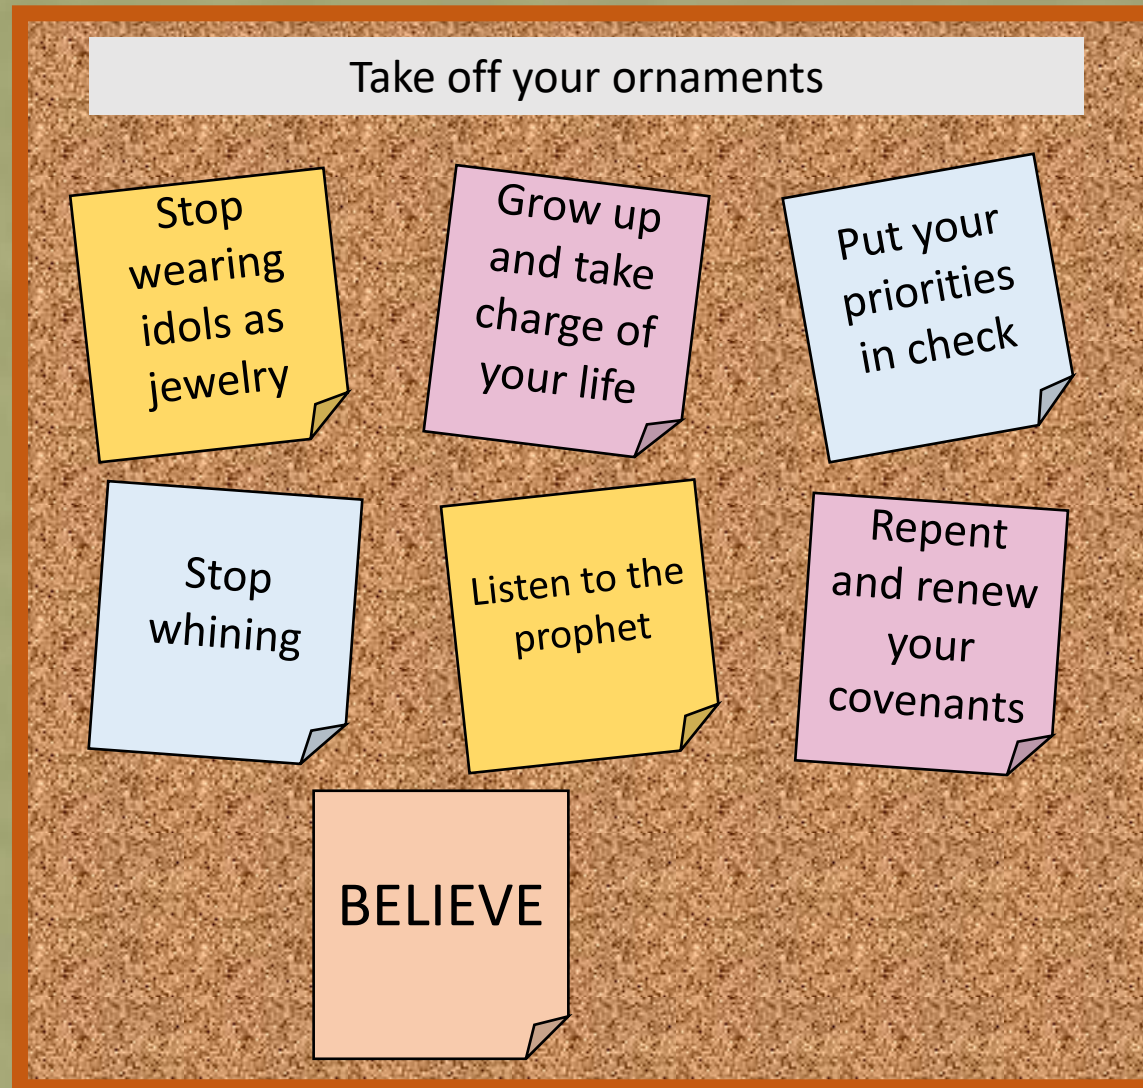 Take off your ornaments
Stop
wearing
idols as
jewelry
Grow up
and take
charge of
your life
Put your
priorities
in check
Stop
whining
Listen to the
prophet
Repent
and renew
your
covenants
BELIEVE